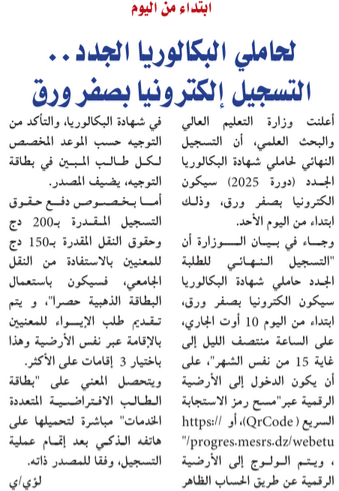 ابتداء من اليوم
لحاملي البكالوريا الجدد..
التسجيل إلكترونيا بصفر ورق
أعلنت وزارة التعليم العالي
والبحث العلمي، أن التسجيل
النهائي لحاملي شهادة البكالوريا
الجدد (دورة 2025) سيكون
الكترونيا بصفر ورق، وذلك
ابتداء من اليوم الأحد.
وجاء في بيان الوزارة أن
"التسجيل النهائي للطلبة
الجدد حاملي شهادة البكالوريا
سيكون الكترونيا بصفر ورق،
ابتداء من اليوم 10 أوت الجاري،
على الساعة منتصف الليل إلى
غاية 15 من نفس الشهر"، على
أن يكون الدخول إلى الأرضية
الرقمية عبر"مسح رمز الاستجابة
السريع (QrCode)، أو https://
progres.mesrs.dz/webetu/"
، ويتم الولوج إلى الأرضية
الرقمية عن طريق الحساب الظاهر
في شهادة البكالوريا، والتأكد من
التوجيه حسب الموعد المخصص
لكل طالب المبين في بطاقة
التوجيه، يضيف المصدر.
أما بخصوص دفع حقوق
التسجيل المقدرة بـ200 دج
وحقوق النقل المقدرة بـ150 دج
للمعنيين بالاستفادة من النقل
الجامعي، فسيكون باستعمال
البطاقة الذهبية حصرا"، و يتم
تقديم طلب الإيواء للمعنيين
بالإقامة عبر نفس الأرضية وهذا
باختيار 3 إقامات على الأكثر.
ويتحصل المعني على "بطاقة
الطالب الافتراضية المتعددة
الخدمات" مباشرة لتحميلها على
هاتفه الذكي بعد إتمام عملية
التسجيل، وفقا للمصدر ذاته.
لؤي/ي